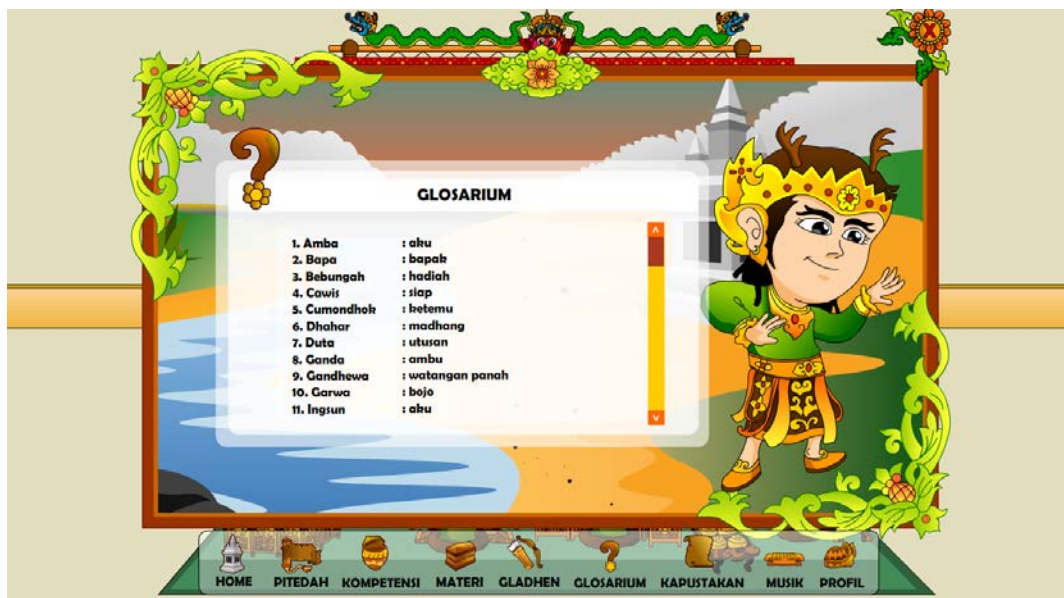 X
?
GLOSARIUM
1. Amba : aku
2. Bapa : bapak
3. Bebungah : hadiah
4. Cawis : siap
5. Cumondhok : ketemu
6. Dhahar : madhang
7. Duta : utusan
8. Ganda : ambu
9. Gandhewa : watangan panah
10. Garwa : bojo
11. Ingsun : aku
HOME PITEDAH KOMPETENSI MATERI GLADHEN GLOSARIUM KAPUSTAKAN MUSIK PROFIL